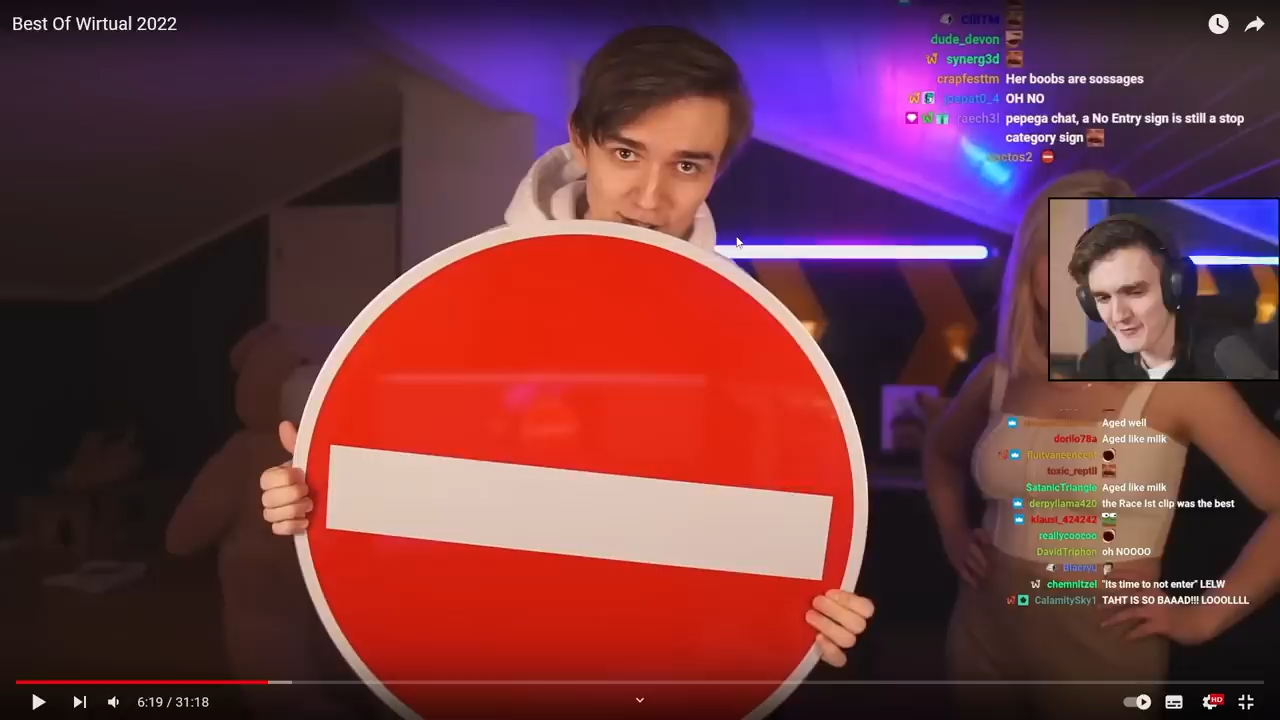 Best Of Wirtual 2022
dude_devon
synerg3d
crapfesttm Her boobs are sossages
OH NO
raech3l pepega chat, a No Entry sign is still a stop
category sign
Aged well
dorilo78a Aged like milk
toxic_reptil
SatanicTriangle Aged like milk
derpyllama420 the Race Ist clip was the best
klausi_424242
reallycoocoo
DavidTriphon oh NOOOO
chemnitzel "Its time to not enter" LELW
CalamitySky1 TAHT IS SO BAAAD!!! LOOOLLLL
6:19 / 31:18
HD